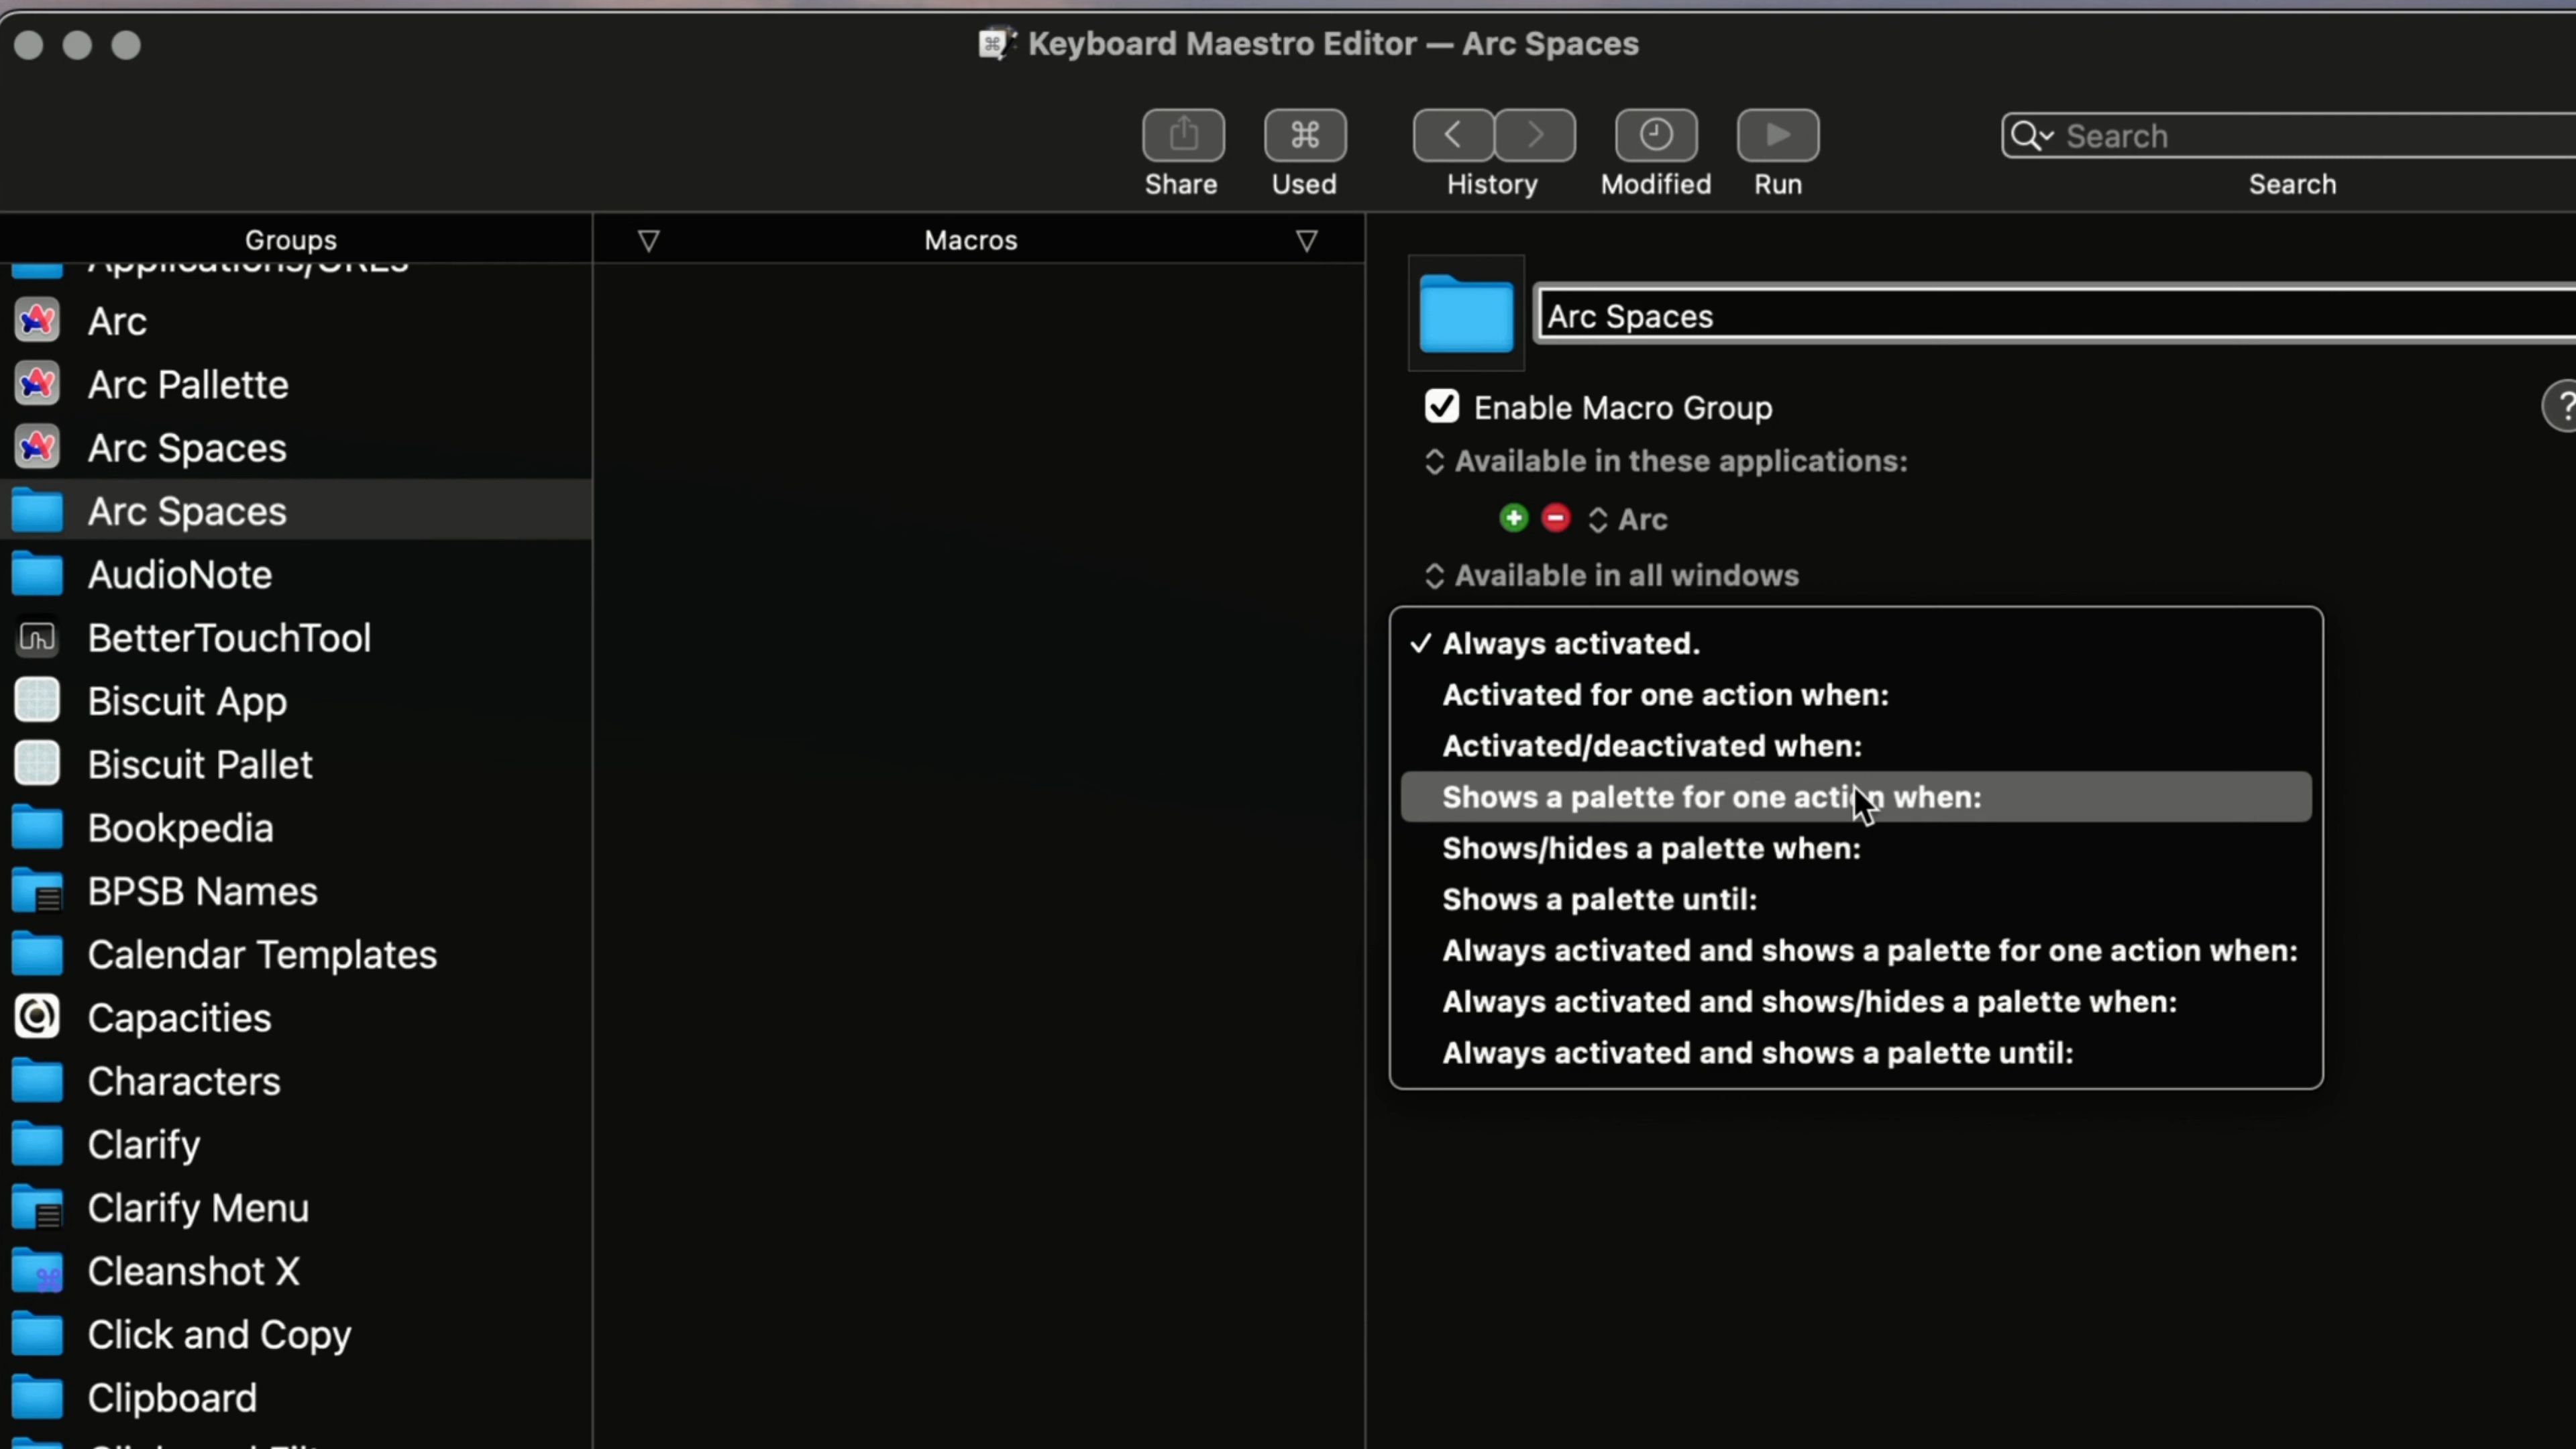 Keyboard Maestro Editor — Arc Spaces
Share
Used
History
Modified
Run
Search
Search
Groups
Macros
Applications/URLs
Arc
Arc Pallette
Arc Spaces
Arc Spaces
AudioNote
BetterTouchTool
Biscuit App
Biscuit Pallet
Bookpedia
BPSB Names
Calendar Templates
Capacities
Characters
Clarify
Clarify Menu
Cleanshot X
Click and Copy
Clipboard
Arc Spaces
Enable Macro Group
?
Available in these applications:
Arc
Available in all windows
✓ Always activated.
Activated for one action when:
Activated/deactivated when:
Shows a palette for one action when:
Shows/hides a palette when:
Shows a palette until:
Always activated and shows a palette for one action when:
Always activated and shows/hides a palette when:
Always activated and shows a palette until: